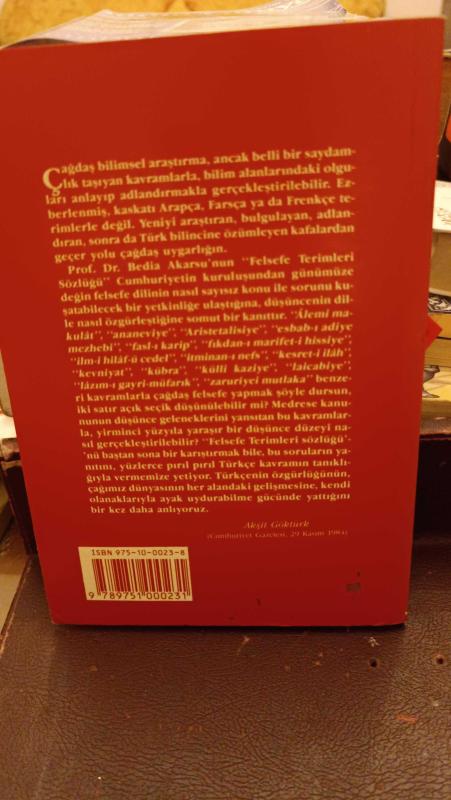 Çağdaş bilimsel araştırma, ancak belli bir saydam-
lık taşıyan kavramlarla, bilim alanlarındaki olgu-
ları anlayıp adlandırmakla gerçekleştirilebilir. Ez-
berlenmiş, kaskatı Arapça, Farsça ya da Frenkçe te-
rimlerle değil. Yeniyi araştıran, bulgulayan, adlan-
dıran, sonra da Türk bilincine özümleyen kafalardan
geçer yolu çağdaş uygarlığın.
Prof. Dr. Bedia Akarsu'nun "Felsefe Terimleri
Sözlüğü" Cumhuriyetin kuruluşundan günümüze
değin felsefe dilinin nasıl sayısız konu ile sorunu ku-
şatabilecek bir yetkinliğe ulaştığına, düşüncenin dil-
le nasıl özgürleştiğine somut bir kanıttır. "Âlemi ma-
kulât", "ananeviye", "Aristetalisiye", "esbab-ı adiye
mezhebi", "fasl-ı karip", "fıkdan-ı marifet-i hissiye",
"ilm-i hilâf-ü cedel", "itminan-ı nefs", "kesret-i ilâh",
"kevniyat", "kübra", "külli kaziye", "laicabiye",
"lâzım-ı gayri-müfarık", "zaruriyei mutlaka" benze-
ri kavramlarla çağdaş felsefe yapmak şöyle dursun,
iki satır açık seçik düşünülebilir mi? Medrese kanu-
nunun düşünce geleneklerini yansıtan bu kavramlar-
la, yirminci yüzyıla yaraşır bir düşünce düzeyi na-
sıl gerçekleştirilebilir? "Felsefe Terimleri sözlüğü'-
'nü baştan sona bir karıştırmak bile, bu soruların ya-
nıtını, yüzlerce pırıl pırıl Türkçe kavramın tanıklı-
ğıyla vermemize yetiyor. Türkçenin özgürlüğünün,
çağımız dünyasının her alandaki gelişmesine, kendi
olanaklarıyla ayak uydurabilme gücünde yattığını
bir kez daha anlıyoruz.
Akşit Göktürk
(Cumhuriyet Gazetesi, 29 Kasım 1984)
ISBN 975-10-0023-8
9 789751 000231